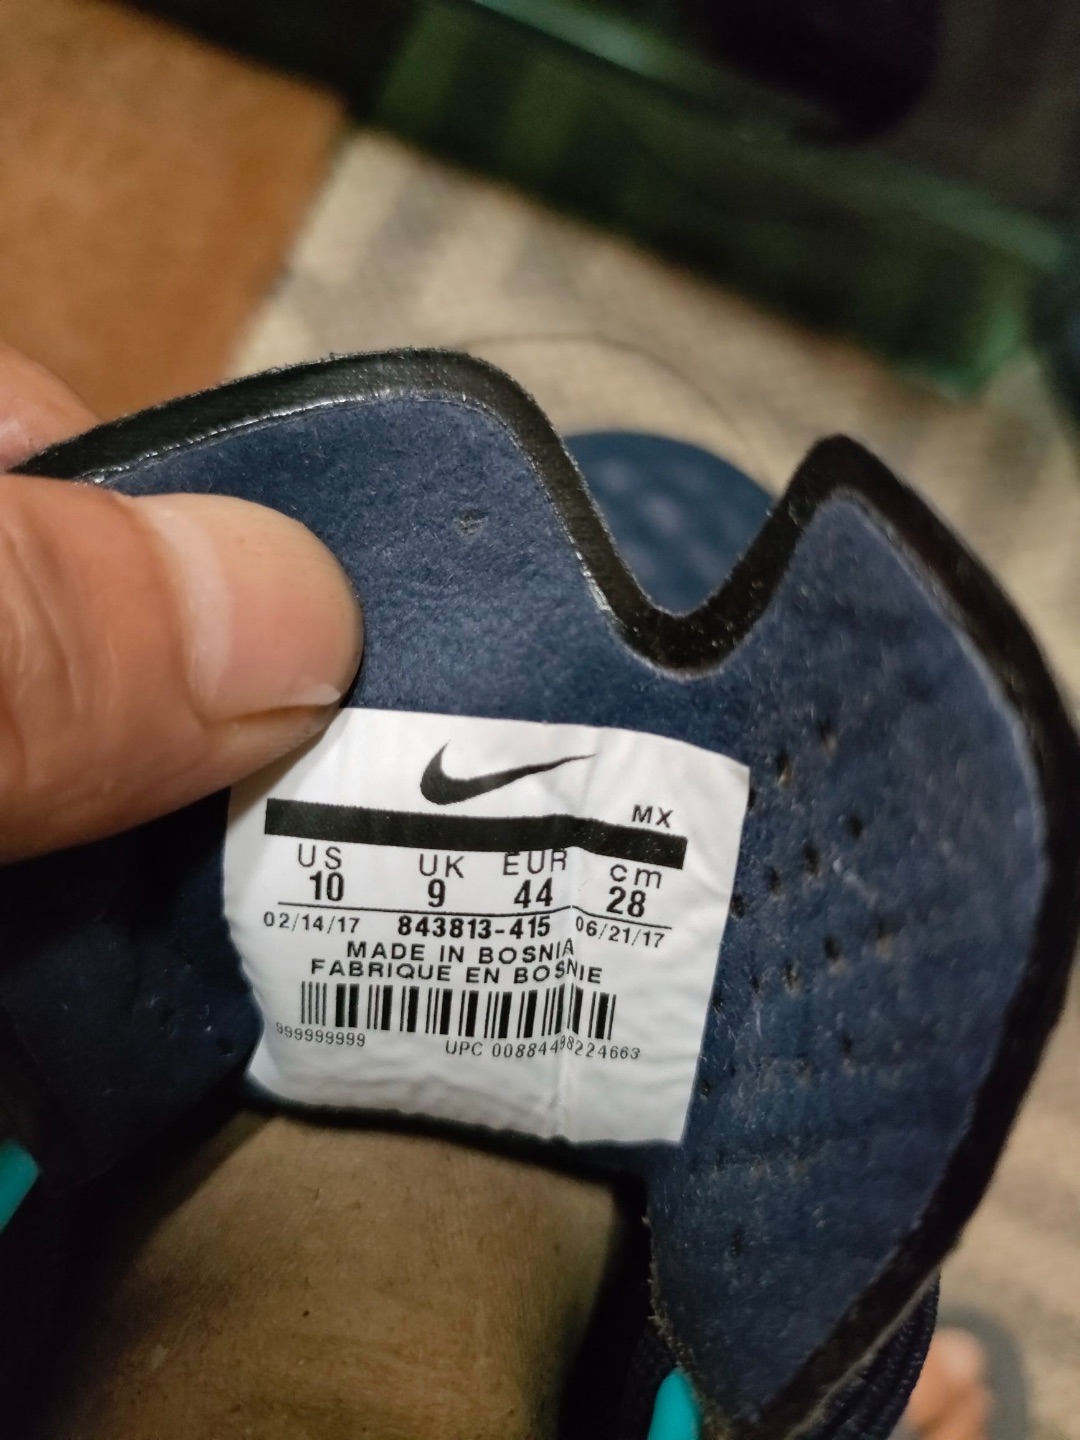 MX
US UK EUR cm
10 9 44 28
02/14/17 843813-415 06/21/17
MADE IN BOSNIA
FABRIQUE EN BOSNIE
999999999
UPC 00884498224663